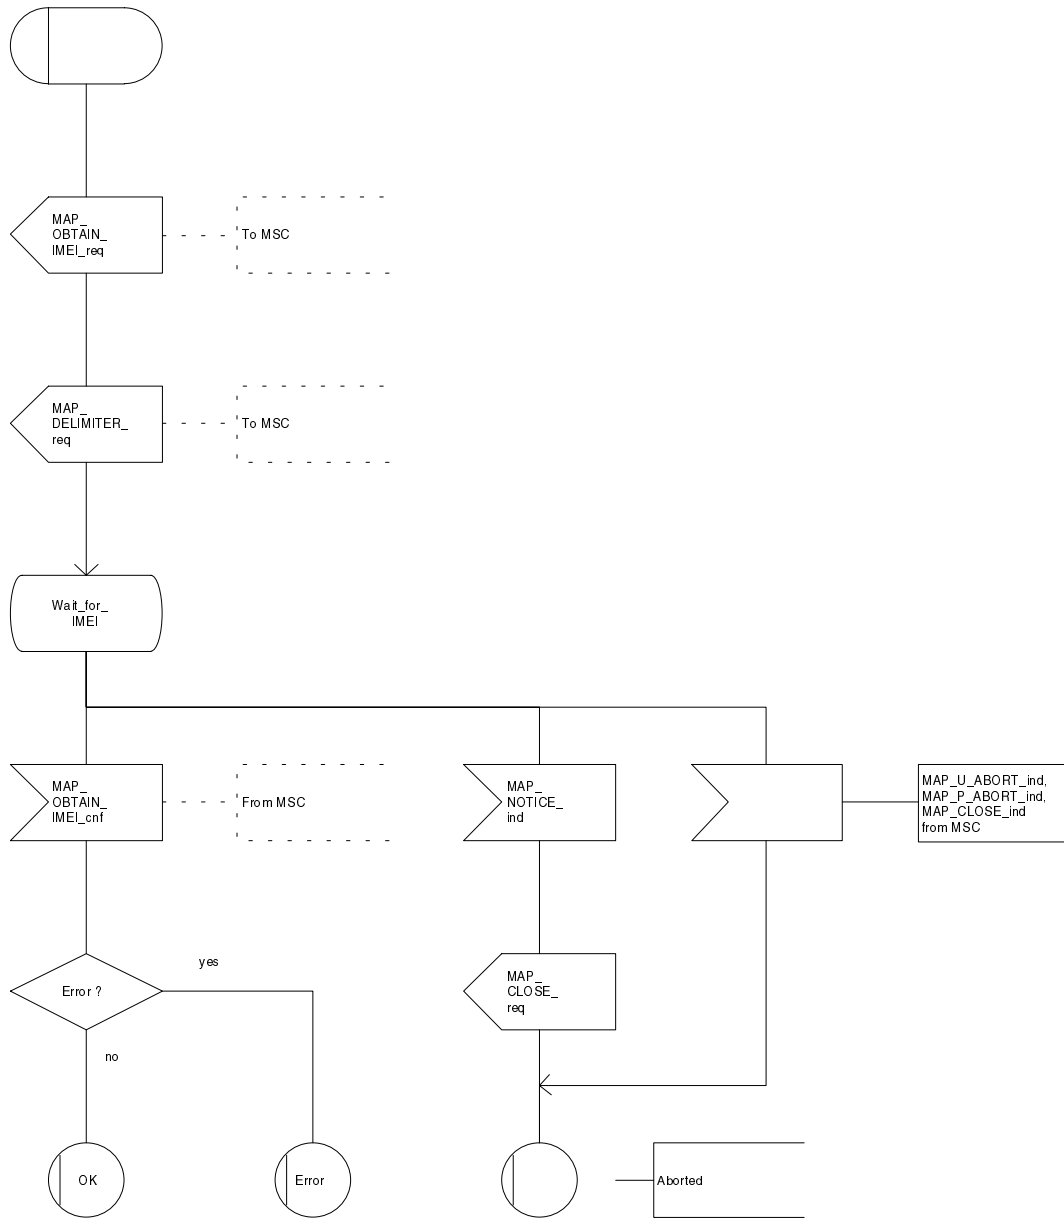 MAP_
OBTAIN_
IMEI_req
To MSC
MAP_
DELIMITER_
req
To MSC
Wait_for_
IMEI
MAP_
OBTAIN_
IMEI_cnf
From MSC
MAP_
NOTICE_
ind
MAP_U_ABORT_ind,
MAP_P_ABORT_ind,
MAP_CLOSE_ind
from MSC
Error ?
yes
no
MAP_
CLOSE_
req
OK
Error
Aborted